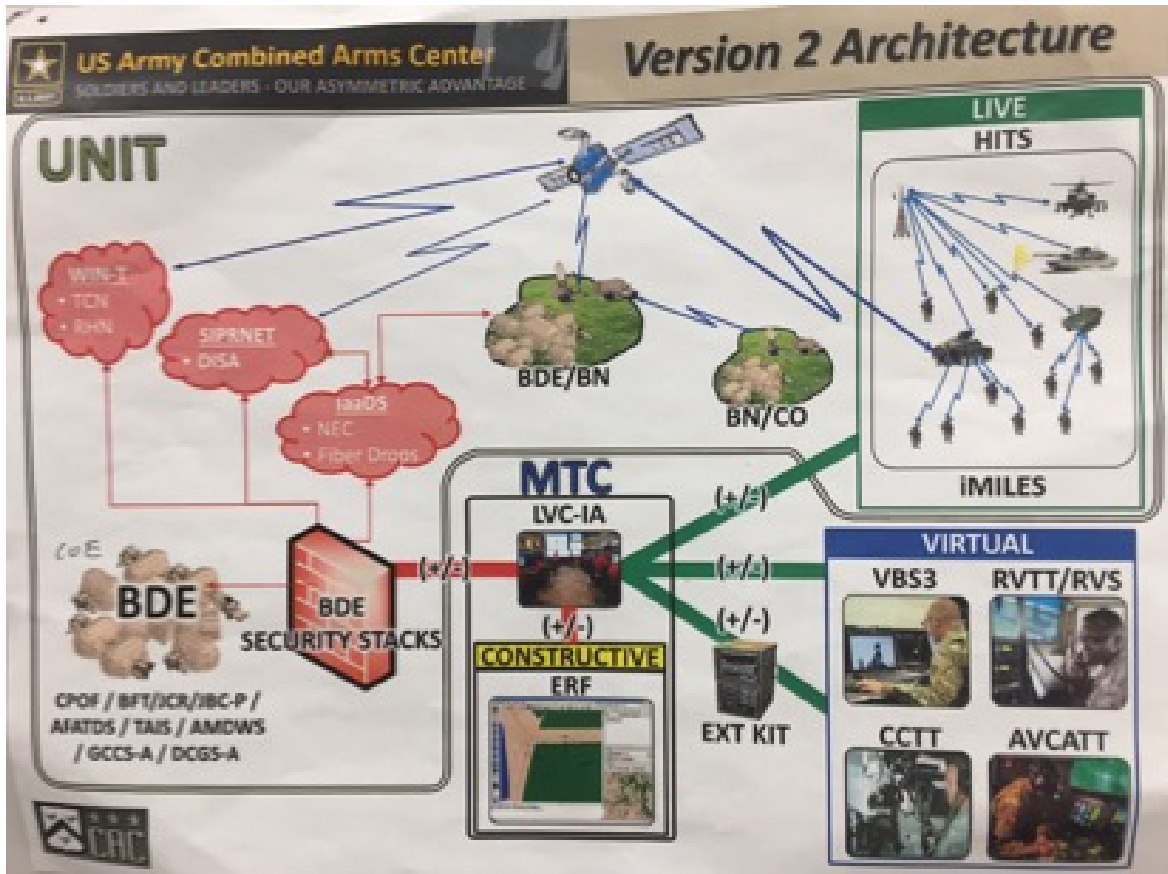 US Army Combined Arms Center
SOLDIERS AND LEADERS - OUR ASYMMETRIC ADVANTAGE
Version 2 Architecture
UNIT
LIVE
HITS
iMILES
WIN-T
• TCN
• RHN
SIPRNET
• DISA
IaaDS
• NEC
• Fiber Drops
BDE/BN
BN/CO
COE
BDE
BDE
SECURITY STACKS
CPOF / BFT/JCR/JBC-P /
AFATDS / TAIS / AMDWS
/ GCCS-A / DCGS-A
MTC
LVC-IA
(+/-)
(+/-)
(+/-)
(+/-)
(+/-)
CONSTRUCTIVE
ERF
EXT KIT
VIRTUAL
VBS3
RVTT/RVS
CCTT
AVCATT
CAC